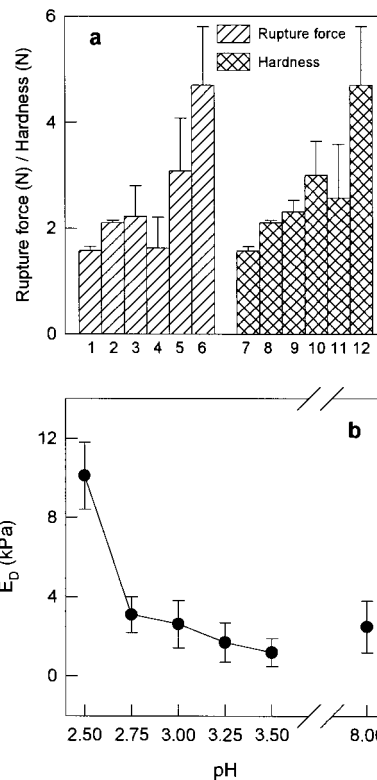 a
Rupture force
Hardness
Rupture force (N) / Hardness (N)
6
4
2
0
1 2 3 4 5 6 7 8 9 10 11 12
b
E_D (kPa)
12
8
4
0
2.50 2.75 3.00 3.25 3.50 8.00
pH